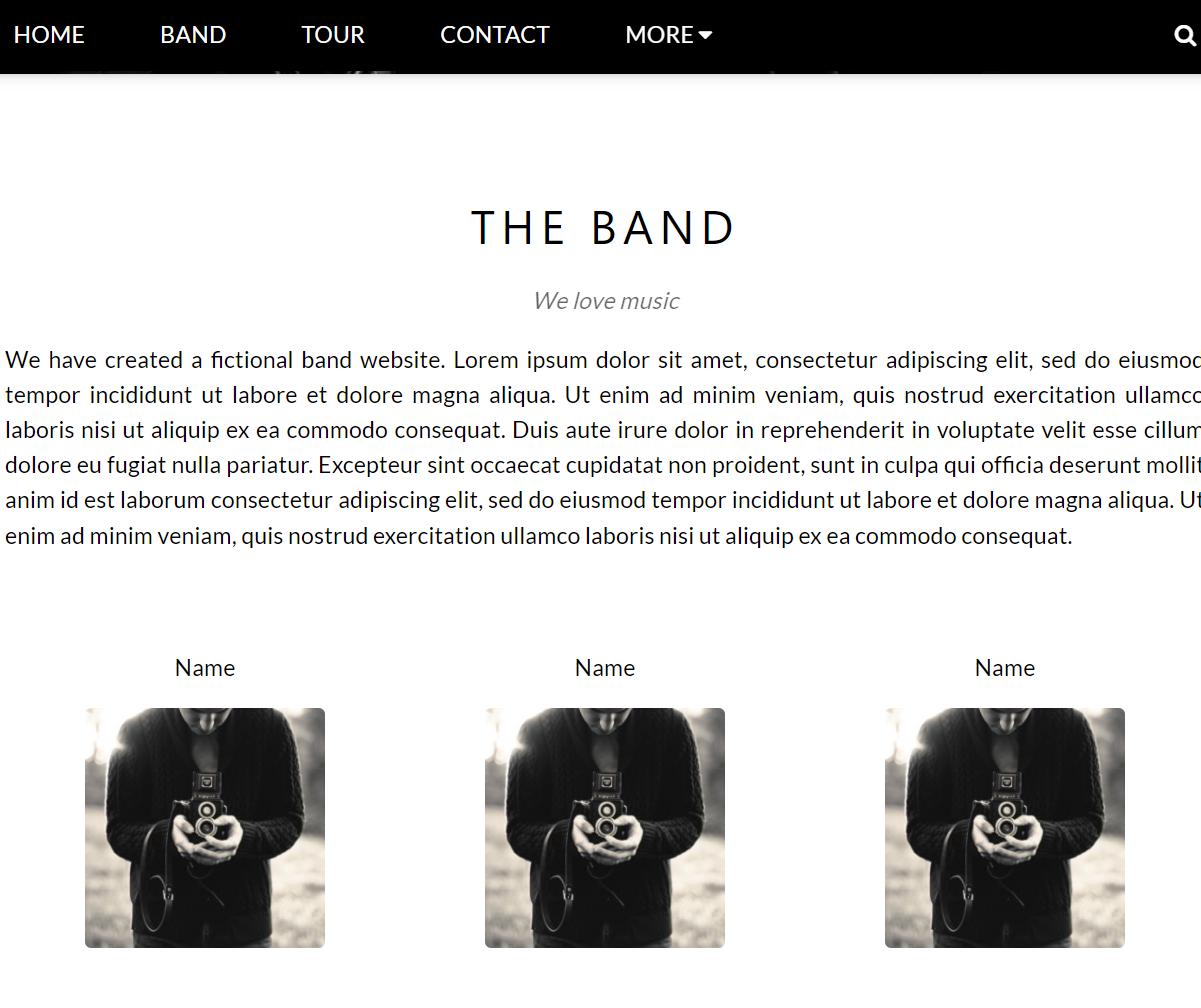 HOME BAND TOUR CONTACT MORE
THE BAND
We love music
We have created a fictional band website. Lorem ipsum dolor sit amet, consectetur adipiscing elit, sed do eiusmod
tempor incididunt ut labore et dolore magna aliqua. Ut enim ad minim veniam, quis nostrud exercitation ullamco
laboris nisi ut aliquip ex ea commodo consequat. Duis aute irure dolor in reprehenderit in voluptate velit esse cillum
dolore eu fugiat nulla pariatur. Excepteur sint occaecat cupidatat non proident, sunt in culpa qui officia deserunt mollit
anim id est laborum consectetur adipiscing elit, sed do eiusmod tempor incididunt ut labore et dolore magna aliqua. Ut
enim ad minim veniam, quis nostrud exercitation ullamco laboris nisi ut aliquip ex ea commodo consequat.
Name Name Name